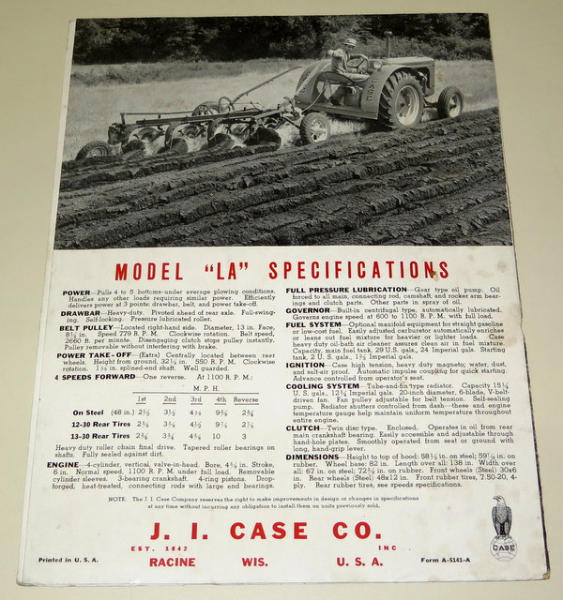 MODEL "LA" SPECIFICATIONS
POWER—Pulls 4 to 5 bottoms-under average plowing conditions.
Handles any other loads requiring similar power. Efficiently
delivers power at 3 points: drawbar, belt, and power take-off.
DRAWBAR—Heavy-duty. Pivoted ahead of rear axle. Full-swing-
ing. Self-locking. Pressure lubricated roller.
BELT PULLEY—Located right-hand side. Diameter, 13 in. Face,
8¼ in. Speed 779 R. P. M. Clockwise rotation. Belt speed,
2660 per minute. Disengaging clutch stops pulley instantly.
Pulley removable without interfering with brake.
POWER TAKE-OFF—(Extra) Centrally located between rear
wheels. Height from ground, 32½ in. 550 R. P. M. Clockwise
rotation. in. splined-end shaft. Well guarded.
4 SPEEDS FORWARD—One reverse. At 1100 R. P. M.:
M. P. H.
1st 2nd 3rd 4th Reverse
On Steel (48 in.) 2½ 3½ 2¾
12-30 Rear Tires 2½ 3½ 4½
13-30 Rear Tires 10 3
Heavy duty roller chain final drive. Tapered roller bearings on
shafts. Fully sealed against dirt.
ENGINE—4-cylinder, vertical, valve-in-head. Bore, 4⅝ in. Stroke,
6 in. Normal speed, 1100 R. P. M. under full load. Removable
cylinder sleeves. 3-bearing crankshaft. 4-ring pistons. Drop-
forged, heat-treated, connecting rods with large end bearings.
FULL PRESSURE LUBRICATION—Gear type oil pump. Oil
forced to all main, connecting rod, camshaft, and rocker arm bear-
ings and clutch parts. Other parts in spray of oil.
GOVERNOR—Built-in centrifugal type, automatically lubricated.
Governs engine speed at 600 to 1100 R. P. M. with full load.
FUEL SYSTEM—Optional manifold equipment for straight gasoline
or low-cost fuel. Easily adjusted carburetor automatically enriches
or leans out fuel mixture for heavier or lighter loads. Case
heavy duty oil-bath air cleaner assures clean air in fuel mixture.
Capacity, main fuel tank, 29 U.S. gals., 24 Imperial gals. Starting
tank, 2 U. S. gals., Imperial gals.
IGNITION—Case high tension, heavy duty magneto; water, dust,
and salt-air proof. Automatic impulse coupling for quick starting.
Advance controlled from operator's seat.
COOLING SYSTEM—Tube-and-fin type radiator. Capacity 15¼
U. S. gals., 12¾ Imperial gals. 20-inch diameter, 6-blade, V-belt-
driven fan. Fan pulley adjustable for belt tension. Self-sealing
pump. Radiator shutters controlled from dash—these and engine
temperature gauge help maintain uniform temperature throughout
entire engine.
CLUTCH—Twin disc type. Enclosed. Operates in oil from rear
main crankshaft bearing. Easily accessible and adjustable through
hand-hole plates. Smoothly operated from seat or ground with
long, hand-grip lever.
DIMENSIONS—Height to top of hood: 58¼ in. on steel; 59⅛ in. on
rubber. Wheel base: 82 in. Length over all: 138 in. Width over
all: 67 in. on steel; 72⅝ in. on rubber. Front wheels (Steel) 30x6
in. Rear wheels (Steel) 48x12 in. Front rubber tires, 7.50-20, 4-
ply. Rear rubber tires, see speeds specifications.
NOTE: The J. I. Case Company reserves the right to make improvements in design or changes in specifications
at any time without incurring any obligation to install them on units previously sold.
J. I. CASE CO.
EST. 1842 INC
RACINE WIS. U. S. A.
Printed in U. S. A.
Form A-5141-A
CASE